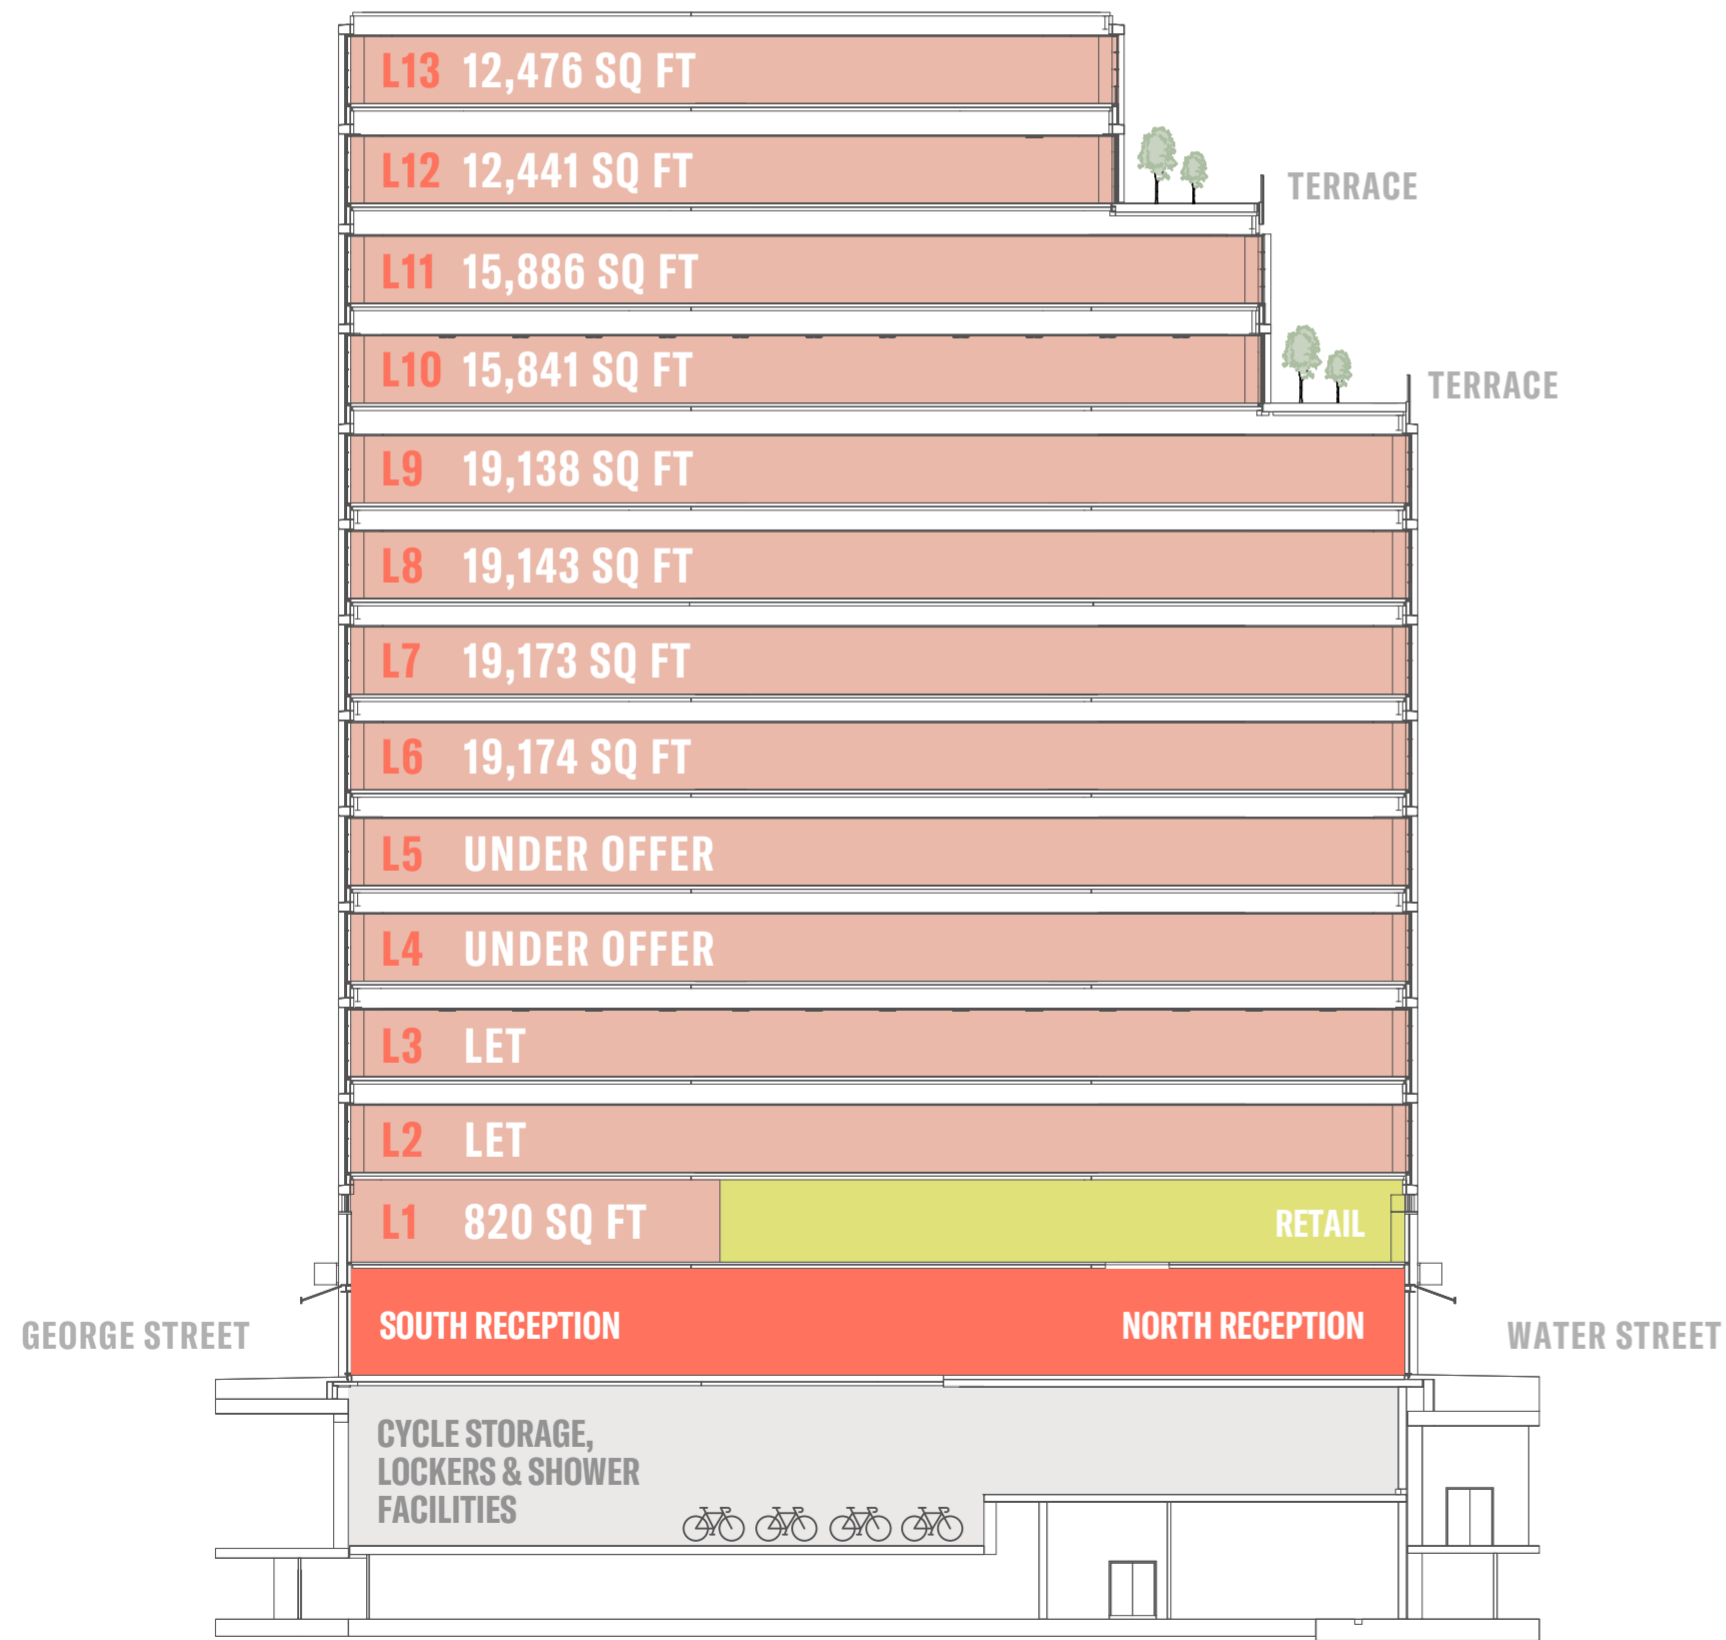 L13 12,476 SQ FT
L12 12,441 SQ FT
TERRACE
L11 15,886 SQ FT
L10 15,841 SQ FT
TERRACE
L9 19,138 SQ FT
L8 19,143 SQ FT
L7 19,173 SQ FT
L6 19,174 SQ FT
L5 UNDER OFFER
L4 UNDER OFFER
L3 LET
L2 LET
L1 820 SQ FT
RETAIL
SOUTH RECEPTION
NORTH RECEPTION
GEORGE STREET
WATER STREET
CYCLE STORAGE,
LOCKERS & SHOWER
FACILITIES